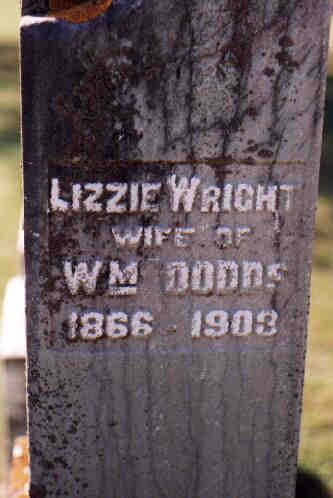 LIZZIE WRIGHT
WIFE OF
WM DODDS
1866 - 1903